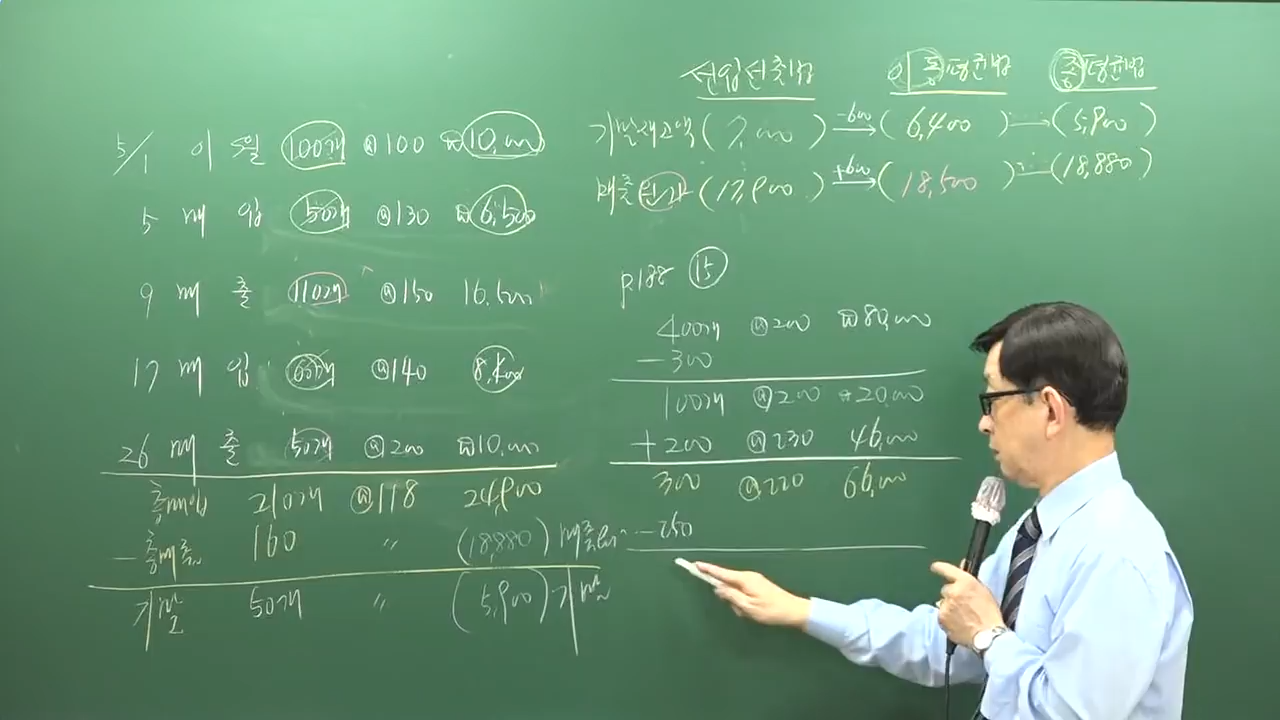 선입선출법 이동평균법 총평균법
기말재고액 (7,000) -600→ (6,400) → (5,900)
매출원가 (17,900) +600→ (18,500) → (18,880)
5/1 이월 100개 @100 ₩10,000
5 매입 50개 @130 ₩6,500
9 매출 110개 @150 16,500
17 매입 60개 @140 8,400
26 매출 50개 @200 ₩10,000
총매입 210개 @118 24,900
-총매출 160 〃 (18,880) 매출원가
기말 50개 〃 (5,900) 기말
p.188 ⑮
400개 @200 ₩80,000
-300
100개 @200 20,000
+200 @230 46,000
300 @220 66,000
-250